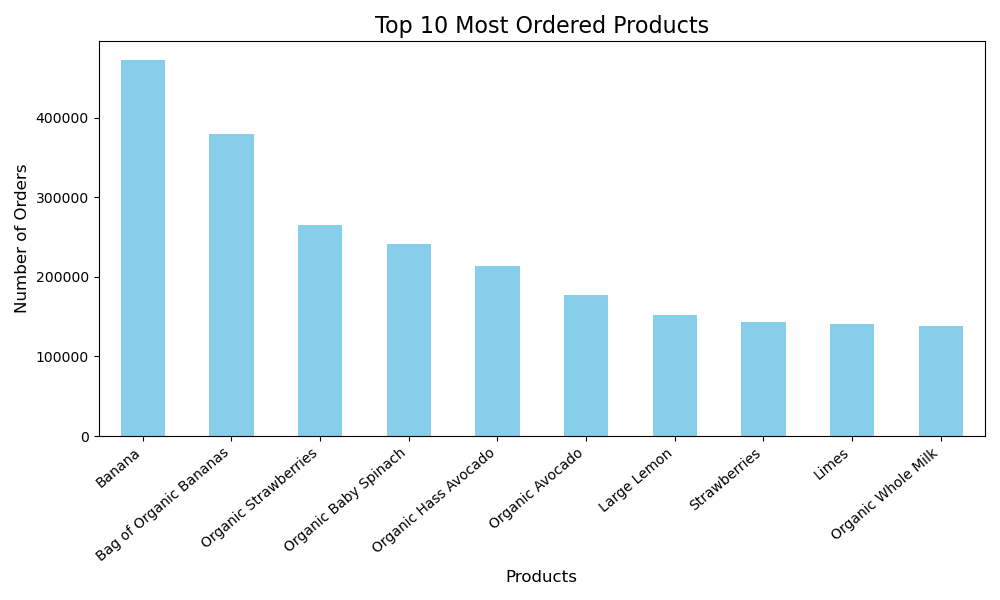 Top 10 Most Ordered Products
Number of Orders
400000
300000
200000
100000
0
Banana
Bag of Organic Bananas
Organic Strawberries
Organic Baby Spinach
Organic Hass Avocado
Organic Avocado
Large Lemon
Strawberries
Limes
Organic Whole Milk
Products